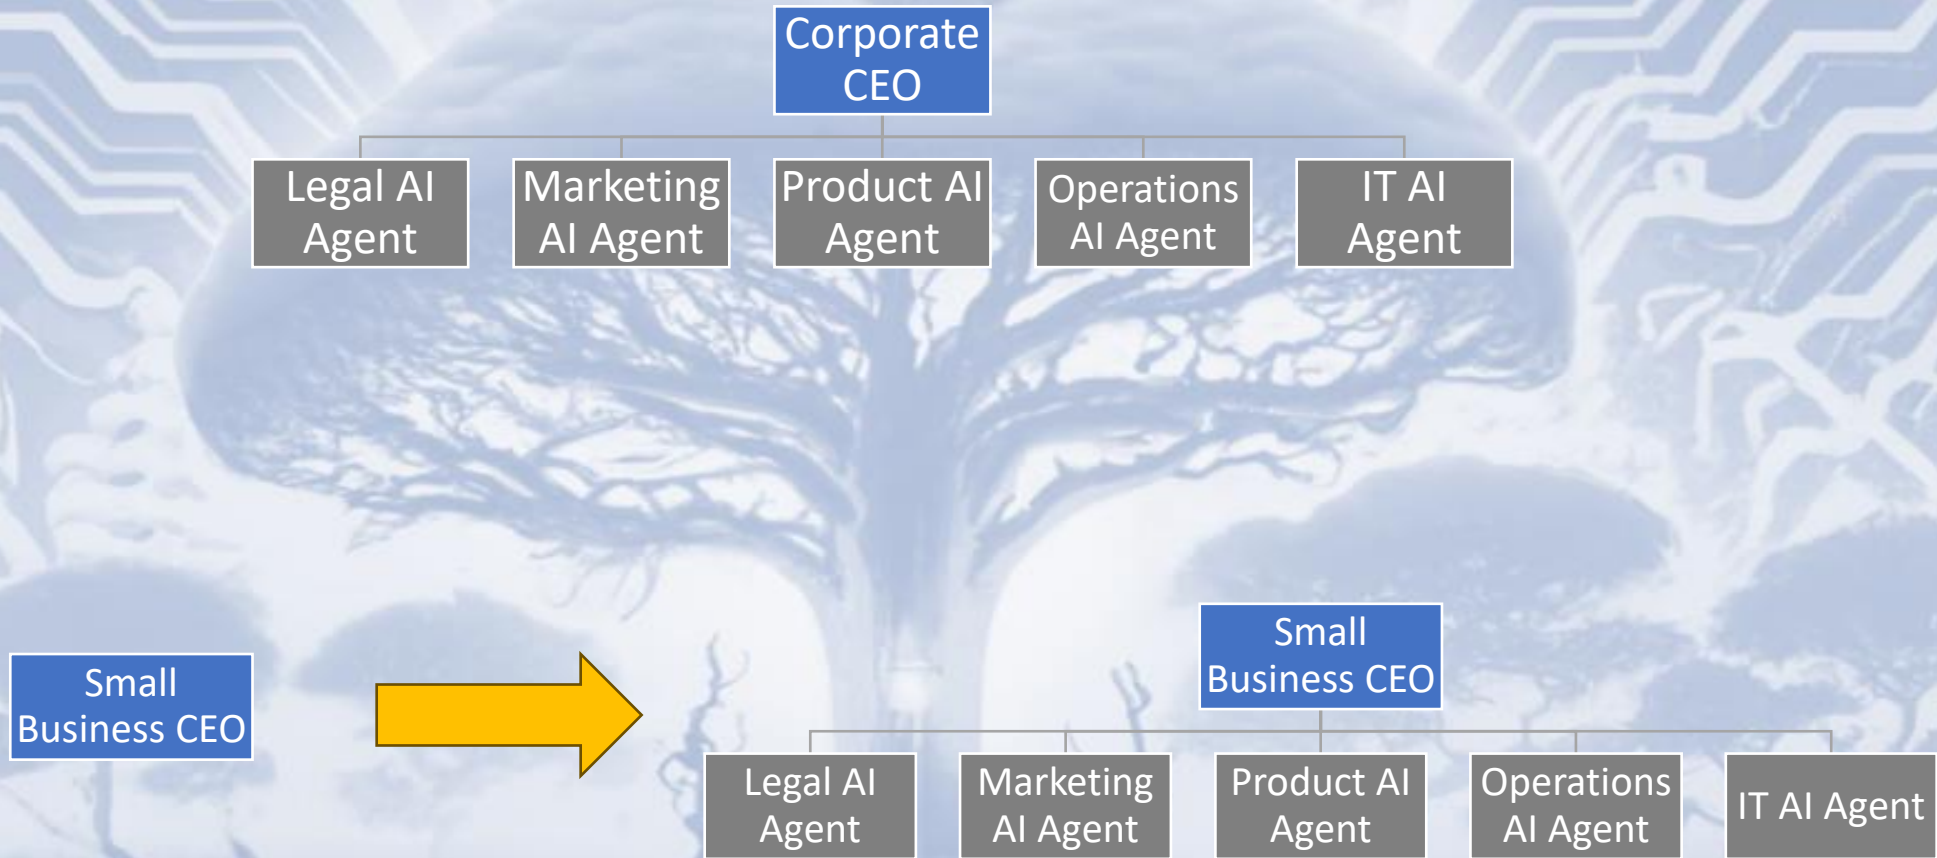 Corporate
CEO
Legal AI
Agent
Marketing
AI Agent
Product AI
Agent
Operations
AI Agent
IT AI
Agent
Small
Business CEO
Small
Business CEO
Legal AI
Agent
Marketing
AI Agent
Product AI
Agent
Operations
AI Agent
IT AI Agent